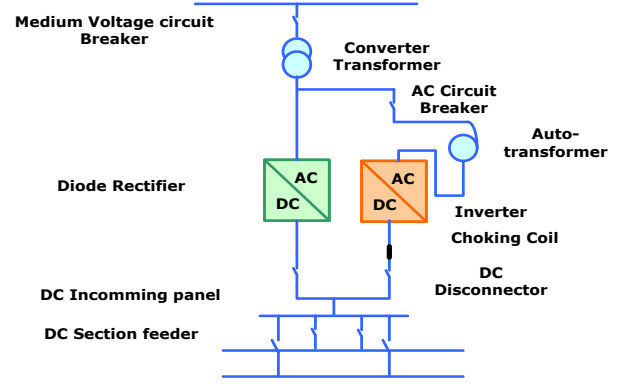 Medium Voltage circuit
Breaker
Converter
Transformer
AC Circuit
Breaker
Auto-
transformer
Diode Rectifier
AC
DC
AC
DC
Inverter
Choking Coil
DC
Disconnector
DC Incomming panel
DC Section feeder